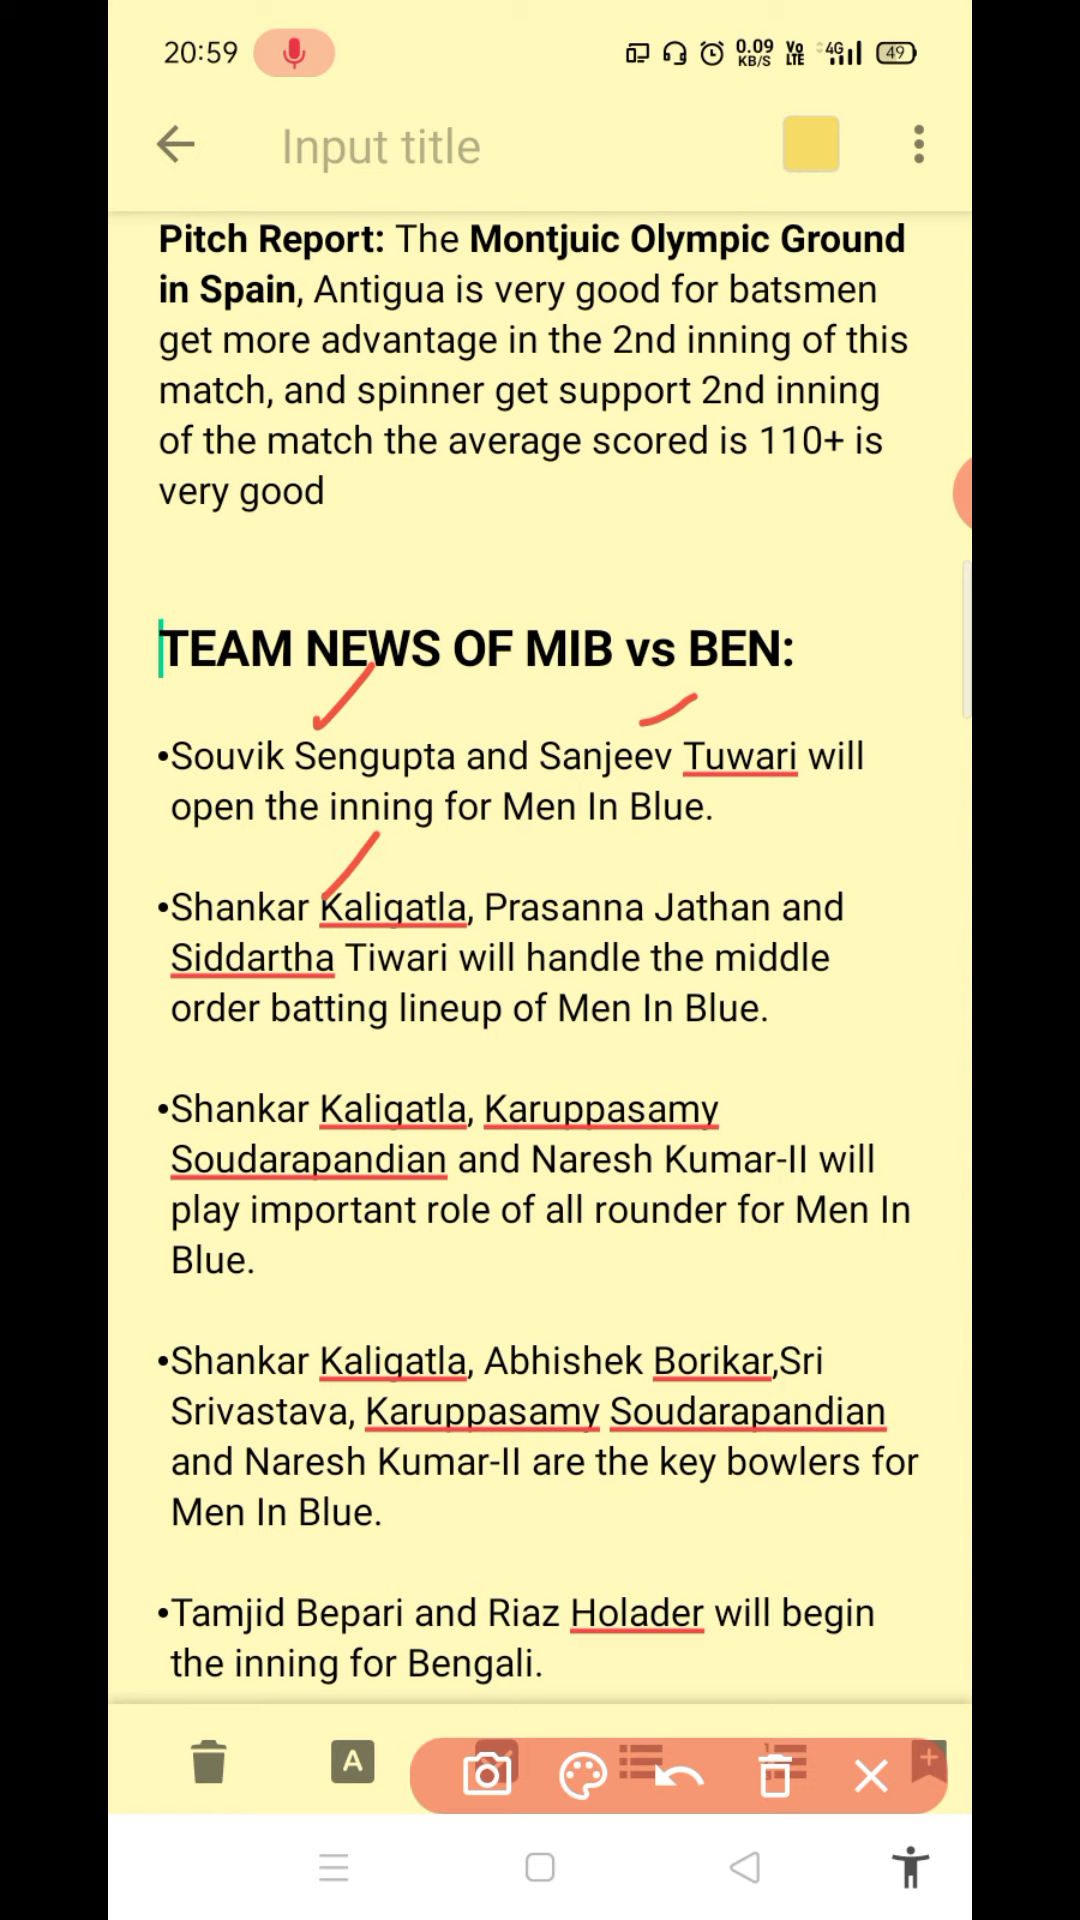 20:59 0.09 KB/S Vo LTE 4G 49
Input title
Pitch Report: The Montjuic Olympic Ground
in Spain, Antigua is very good for batsmen
get more advantage in the 2nd inning of this
match, and spinner get support 2nd inning
of the match the average scored is 110+ is
very good
TEAM NEWS OF MIB vs BEN:
•Souvik Sengupta and Sanjeev Tuwari will
open the inning for Men In Blue.
•Shankar Kaligatla, Prasanna Jathan and
Siddartha Tiwari will handle the middle
order batting lineup of Men In Blue.
•Shankar Kaligatla, Karuppasamy
Soudarapandian and Naresh Kumar-II will
play important role of all rounder for Men In
Blue.
•Shankar Kaligatla, Abhishek Borikar,Sri
Srivastava, Karuppasamy Soudarapandian
and Naresh Kumar-II are the key bowlers for
Men In Blue.
•Tamjid Bepari and Riaz Holader will begin
the inning for Bengali.
A